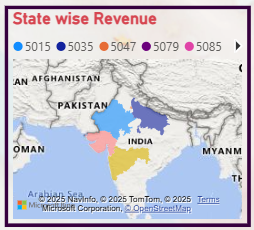 State wise Revenue
5015 5035 5047 5079 5085
AFGHANISTAN
PAKISTAN
OMAN
INDIA
MYANM
TH
Arabian Sea
© 2025 NavInfo, © 2025 TomTom, © 2025 Terms
Microsoft Corporation, © OpenStreetMap